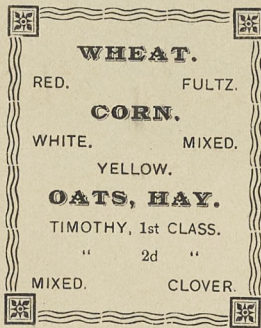 WHEAT.
RED. FULTZ.
CORN.
WHITE. MIXED.
YELLOW.
OATS, HAY.
TIMOTHY, 1st CLASS.
" 2d "
MIXED. CLOVER.